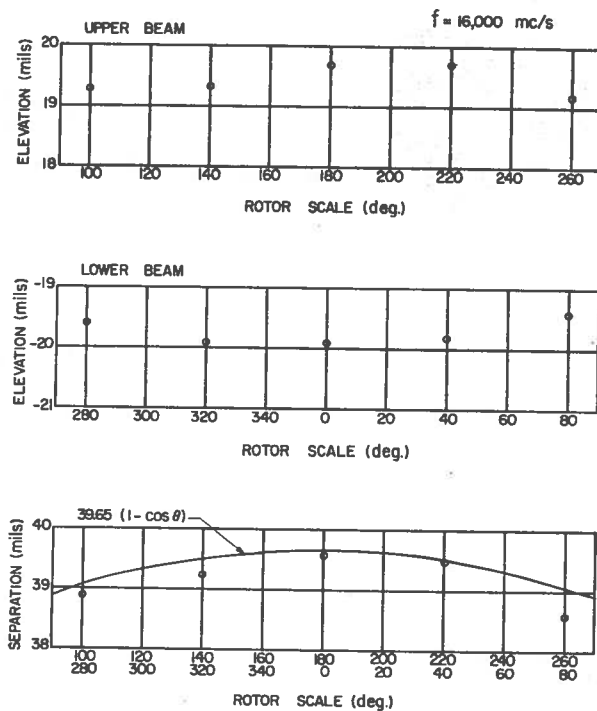 UPPER BEAM
f = 16,000 mc/s
ELEVATION (mils)
20
19
18
100 120 140 160 180 200 220 240 260
ROTOR SCALE (deg.)
LOWER BEAM
ELEVATION (mils)
-19
-20
-21
280 300 320 340 0 20 40 60 80
ROTOR SCALE (deg.)
39.65 (1 - cos θ)
SEPARATION (mils)
40
39
38
100 120 140 160 180 200 220 240 260
280 300 320 340 0 20 40 60 80
ROTOR SCALE (deg.)